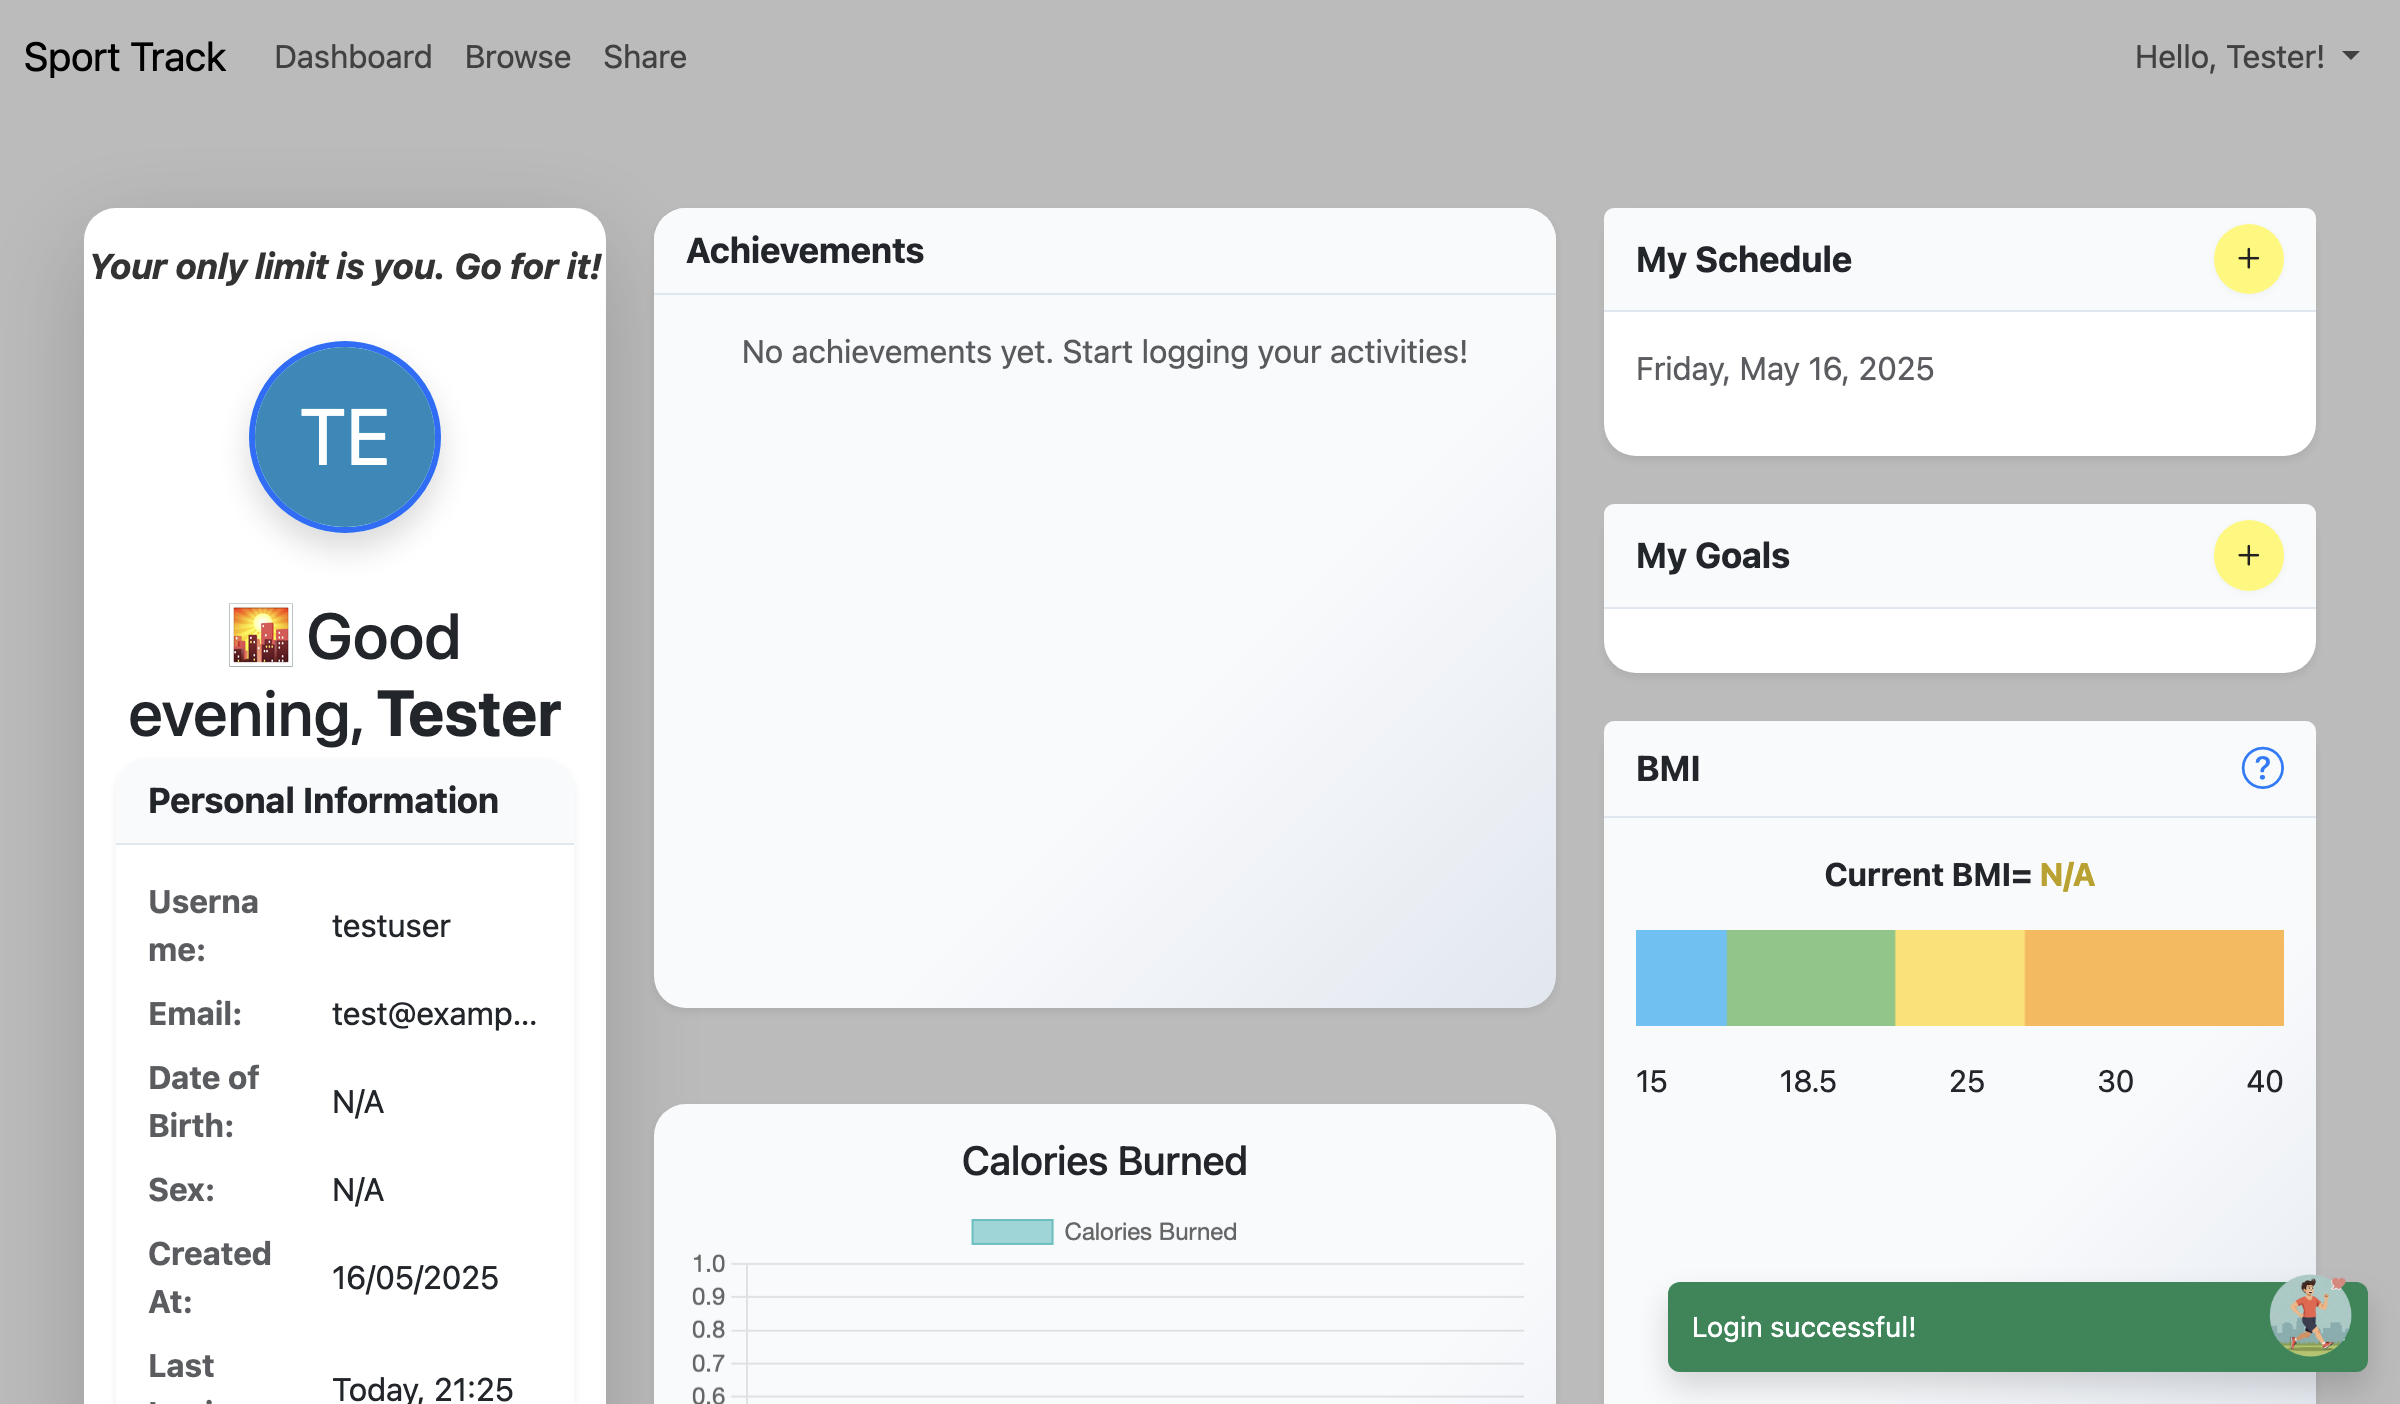 Sport Track Dashboard Browse Share Hello, Tester!
Your only limit is you. Go for it!
TE
Good
evening, Tester
Personal Information
Userna
me:
testuser
Email: test@examp...
Date of
Birth:
N/A
Sex: N/A
Created
At:
16/05/2025
Last
Today, 21:25
Achievements
No achievements yet. Start logging your activities!
Calories Burned
Calories Burned
1.0
0.9
0.8
0.7
0.6
My Schedule +
Friday, May 16, 2025
My Goals +
BMI ?
Current BMI= N/A
15 18.5 25 30 40
Login successful!